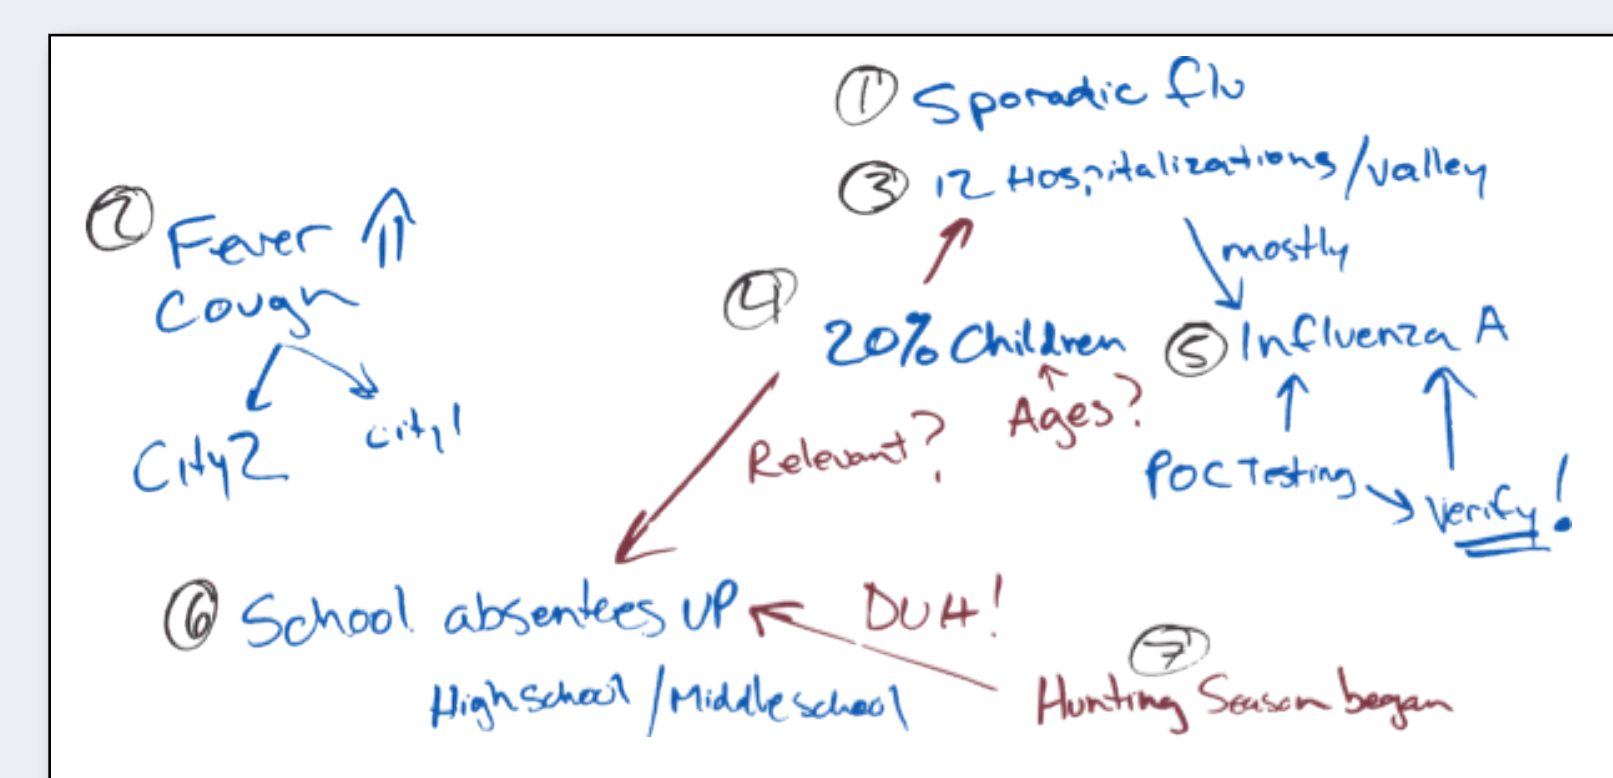 ① Sporadic flu
③ 12 Hospitalizations/valley
② Fever ⇑
Cough
mostly
④ 20% Children
⑤ Influenza A
City2
city1
Relevant?
Ages?
POC Testing
Verify!
⑥ School absentees UP
DUH!
Highschool/Middleschool
⑦
Hunting Season began